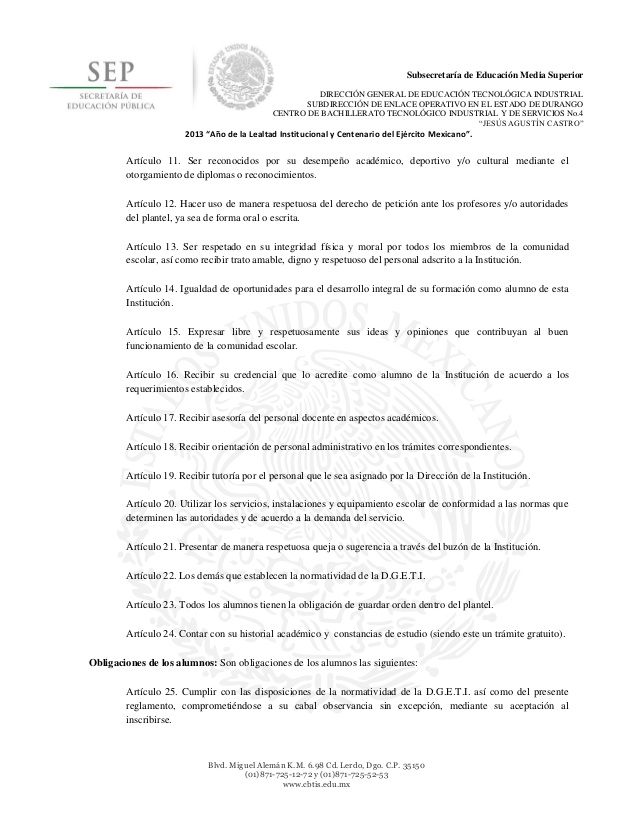 SEP
SECRETARÍA DE
EDUCACIÓN PÚBLICA
ESTADOS UNIDOS MEXICANOS
Subsecretaría de Educación Media Superior
DIRECCIÓN GENERAL DE EDUCACIÓN TECNOLÓGICA INDUSTRIAL
SUBDIRECCIÓN DE ENLACE OPERATIVO EN EL ESTADO DE DURANGO
CENTRO DE BACHILLERATO TECNOLÓGICO INDUSTRIAL Y DE SERVICIOS No.4
“JESÚS AGUSTÍN CASTRO”
2013 “Año de la Lealtad Institucional y Centenario del Ejército Mexicano”.
Artículo 11. Ser reconocidos por su desempeño académico, deportivo y/o cultural mediante el
otorgamiento de diplomas o reconocimientos.
Artículo 12. Hacer uso de manera respetuosa del derecho de petición ante los profesores y/o autoridades
del plantel, ya sea de forma oral o escrita.
Artículo 13. Ser respetado en su integridad física y moral por todos los miembros de la comunidad
escolar, así como recibir trato amable, digno y respetuoso del personal adscrito a la Institución.
Artículo 14. Igualdad de oportunidades para el desarrollo integral de su formación como alumno de esta
Institución.
Artículo 15. Expresar libre y respetuosamente sus ideas y opiniones que contribuyan al buen
funcionamiento de la comunidad escolar.
Artículo 16. Recibir su credencial que lo acredite como alumno de la Institución de acuerdo a los
requerimientos establecidos.
Artículo 17. Recibir asesoría del personal docente en aspectos académicos.
Artículo 18. Recibir orientación de personal administrativo en los trámites correspondientes.
Artículo 19. Recibir tutoría por el personal que le sea asignado por la Dirección de la Institución.
Artículo 20. Utilizar los servicios, instalaciones y equipamiento escolar de conformidad a las normas que
determinen las autoridades y de acuerdo a la demanda del servicio.
Artículo 21. Presentar de manera respetuosa queja o sugerencia a través del buzón de la Institución.
Artículo 22. Los demás que establecen la normatividad de la D.G.E.T.I.
Artículo 23. Todos los alumnos tienen la obligación de guardar orden dentro del plantel.
Artículo 24. Contar con su historial académico y constancias de estudio (siendo este un trámite gratuito).
Obligaciones de los alumnos: Son obligaciones de los alumnos las siguientes:
Artículo 25. Cumplir con las disposiciones de la normatividad de la D.G.E.T.I. así como del presente
reglamento, comprometiéndose a su cabal observancia sin excepción, mediante su aceptación al
inscribirse.
ESTADOS UNIDOS MEXICANOS
Blvd. Miguel Alemán K.M. 6.98 Cd. Lerdo, Dgo. C.P. 35150
(01)871-725-12-72 y (01)871-725-52-53
www.cbtis.edu.mx